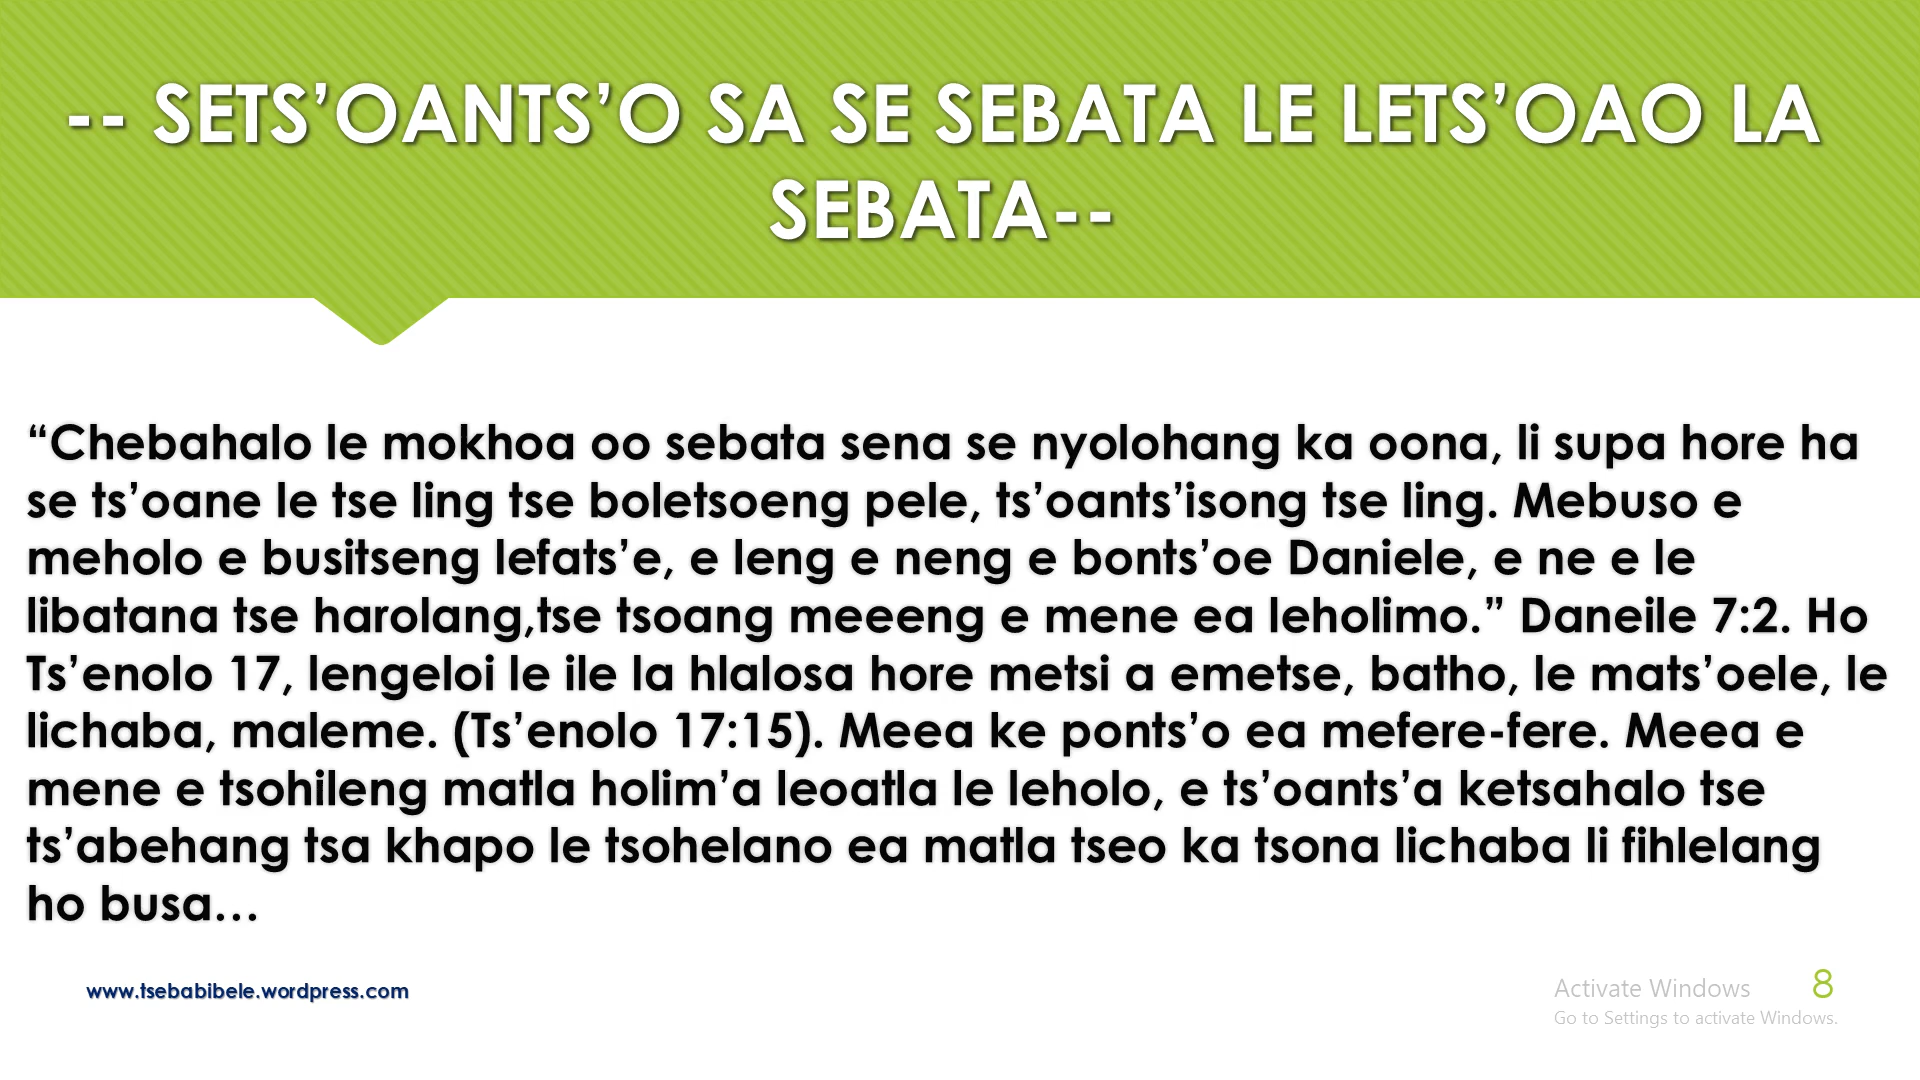 -- SETS’OANTS’O SA SE SEBATA LE LETS’OAO LA
SEBATA--
“Chebahalo le mokhoa oo sebata sena se nyolohang ka oona, li supa hore ha
se ts’oane le tse ling tse boletsoeng pele, ts’oants’isong tse ling. Mebuso e
meholo e busitseng lefats’e, e leng e neng e bonts’oe Daniele, e ne e le
libatana tse harolang,tse tsoang meeeng e mene ea leholimo.” Daneile 7:2. Ho
Ts’enolo 17, lengeloi le ile la hlalosa hore metsi a emetse, batho, le mats’oele, le
lichaba, maleme. (Ts’enolo 17:15). Meea ke ponts’o ea mefere-fere. Meea e
mene e tsohileng matla holim’a leoatla le leholo, e ts’oants’a ketsahalo tse
ts’abehang tsa khapo le tsohelano ea matla tseo ka tsona lichaba li fihlelang
ho busa…
www.tsebabibele.wordpress.com
Activate Windows
8
Go to Settings to activate Windows.